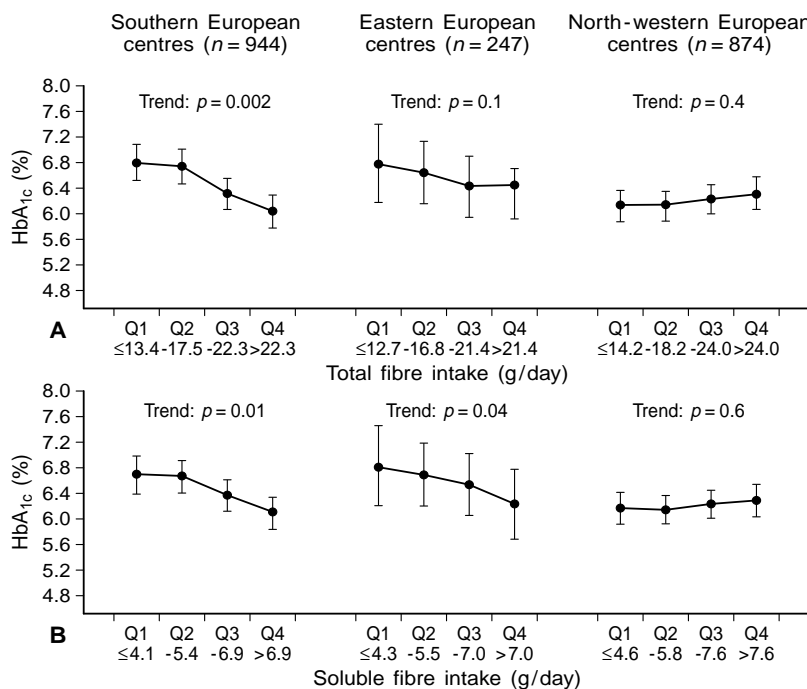 Southern European centres (n = 944)
Eastern European centres (n = 247)
North-western European centres (n = 874)
8.0
7.6
7.2
6.8
6.4
6.0
5.6
5.2
4.8
HbA1c (%)
Trend: p = 0.002
Trend: p = 0.1
Trend: p = 0.4
A
Q1 Q2 Q3 Q4 Q1 Q2 Q3 Q4 Q1 Q2 Q3 Q4
≤13.4 -17.5 -22.3 >22.3 ≤12.7 -16.8 -21.4 >21.4 ≤14.2 -18.2 -24.0 >24.0
Total fibre intake (g/day)
8.0
7.6
7.2
6.8
6.4
6.0
5.6
5.2
4.8
HbA1c (%)
Trend: p = 0.01
Trend: p = 0.04
Trend: p = 0.6
B
Q1 Q2 Q3 Q4 Q1 Q2 Q3 Q4 Q1 Q2 Q3 Q4
≤4.1 -5.4 -6.9 >6.9 ≤4.3 -5.5 -7.0 >7.0 ≤4.6 -5.8 -7.6 >7.6
Soluble fibre intake (g/day)